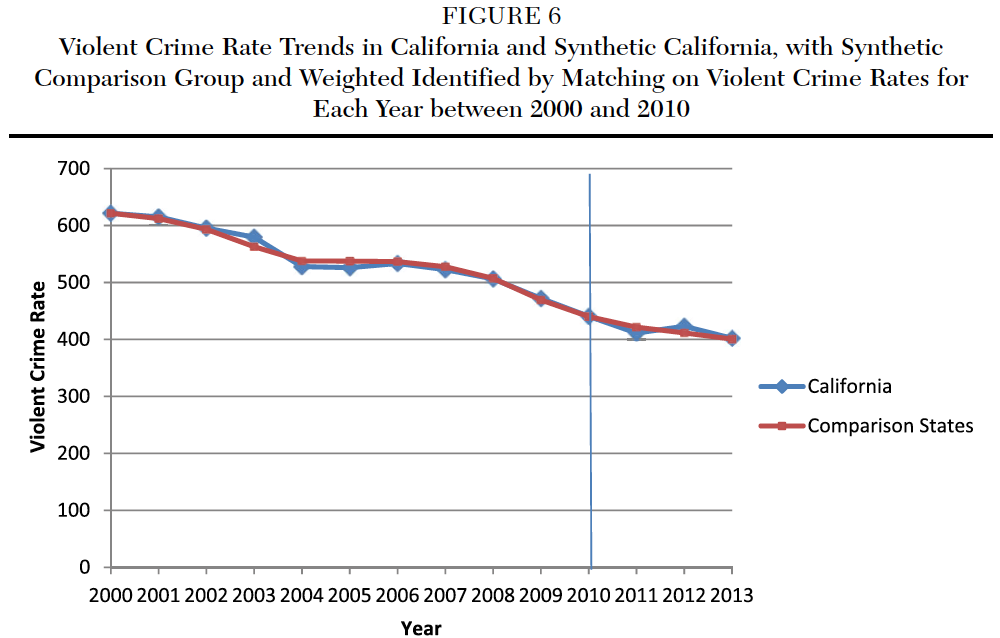 FIGURE 6
Violent Crime Rate Trends in California and Synthetic California, with Synthetic
Comparison Group and Weighted Identified by Matching on Violent Crime Rates for
Each Year between 2000 and 2010
700
600
500
400
300
200
100
0
Violent Crime Rate
2000 2001 2002 2003 2004 2005 2006 2007 2008 2009 2010 2011 2012 2013
Year
California
Comparison States